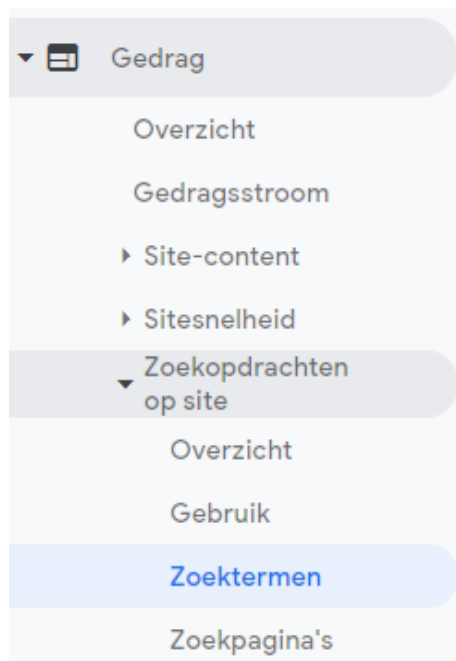 Gedrag
Overzicht
Gedragsstroom
Site-content
Sitesnelheid
Zoekopdrachten
op site
Overzicht
Gebruik
Zoektermen
Zoekpagina's